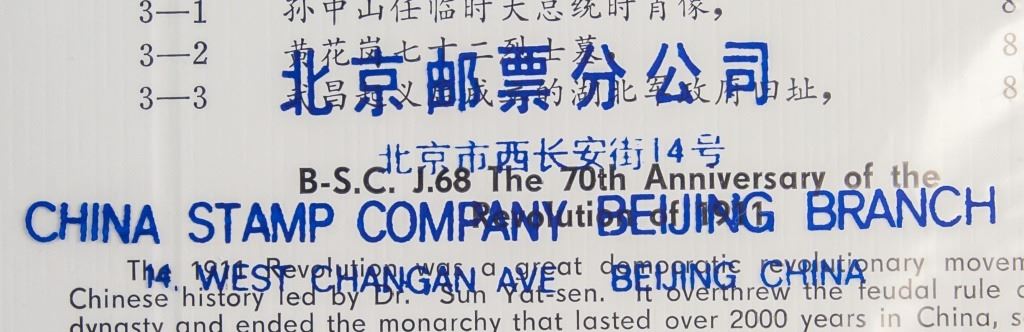 3—1 孙中山任临时大总统时肖像，
3—2 黄花岗七十二烈士墓 8
北京邮票分公司
3—3 武昌起义后成立的湖北军政府旧址， 8
北京市西长安街14号
B-S.C. J.68 The 70th Anniversary of the
Revolution of 1911
CHINA STAMP COMPANY BEIJING BRANCH
The 1911 Revolution was a great democratic revolutionary
14. WEST CHANGAN AVE BEIJING CHINA
Chinese history led by Dr. Sun Yat-sen. It overthrew the feudal rule
dynasty and ended the monarchy that lasted over 2000 years in China,